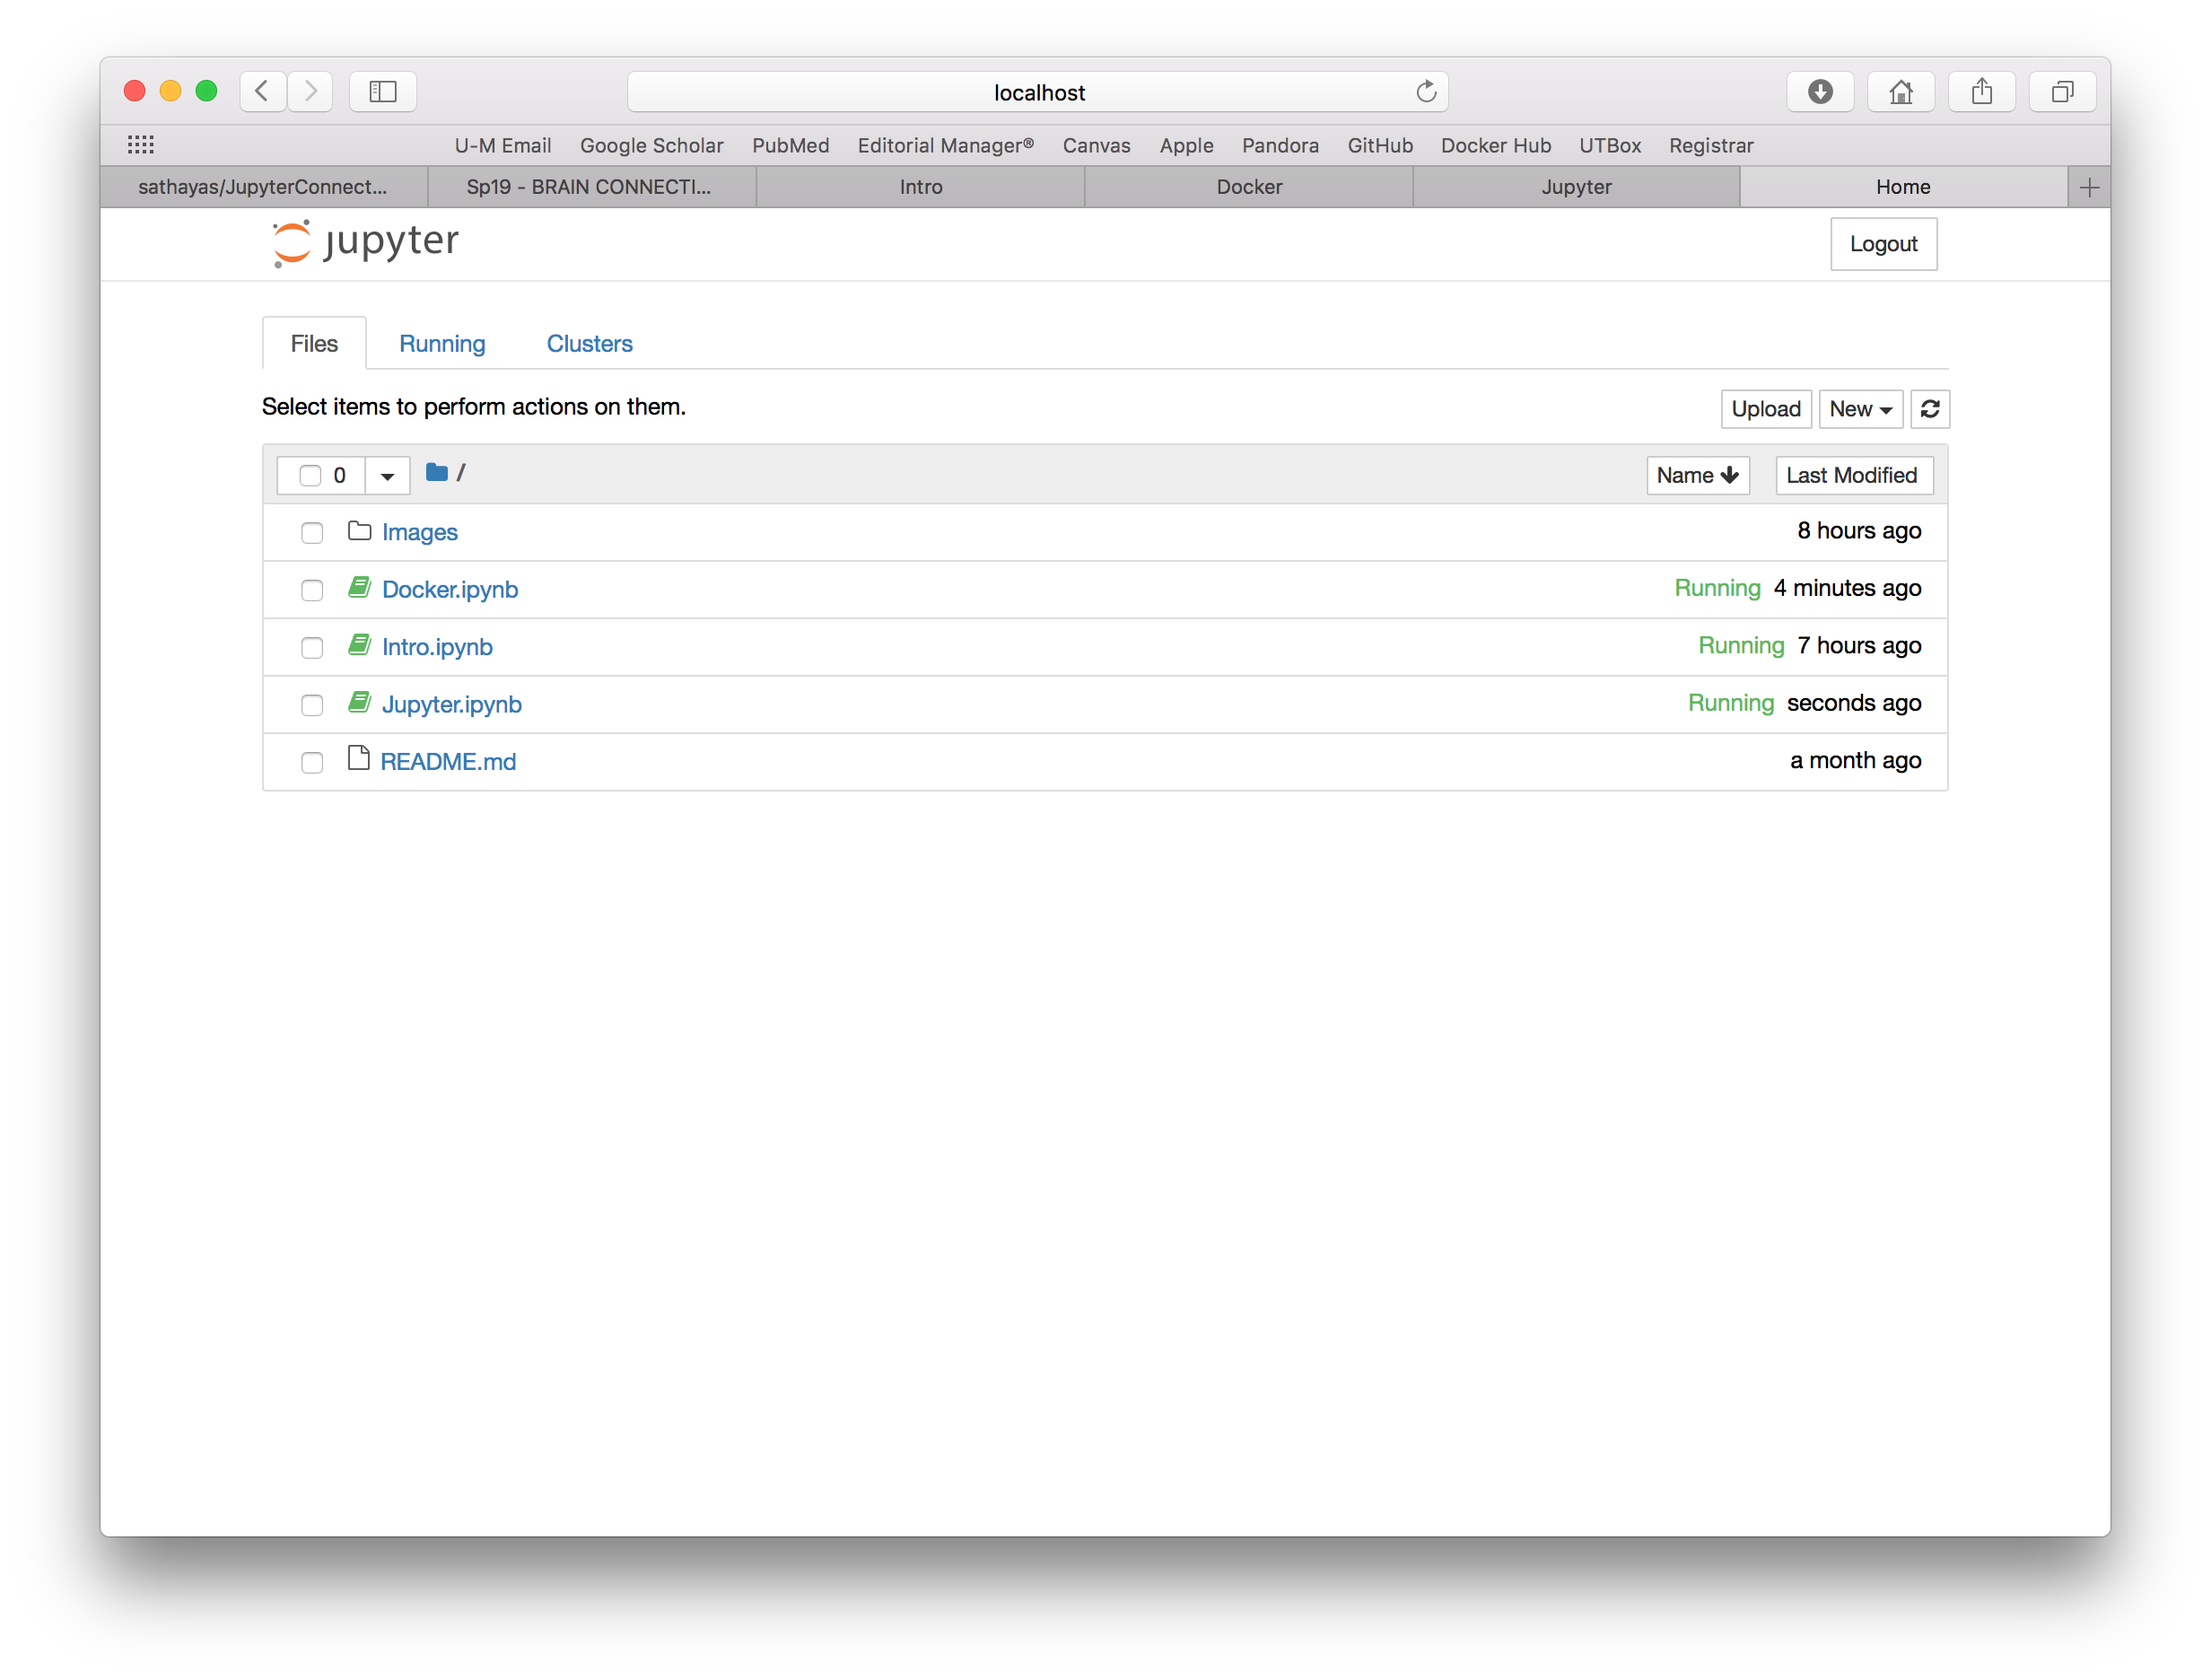 localhost
U-M Email Google Scholar PubMed Editorial Manager® Canvas Apple Pandora GitHub Docker Hub UTBox Registrar
sathayas/JupyterConnect... Sp19 - BRAIN CONNECTI... Intro Docker Jupyter Home
jupyter Logout
Files Running Clusters
Select items to perform actions on them. Upload New
0 / Name Last Modified
Images 8 hours ago
Docker.ipynb Running 4 minutes ago
Intro.ipynb Running 7 hours ago
Jupyter.ipynb Running seconds ago
README.md a month ago